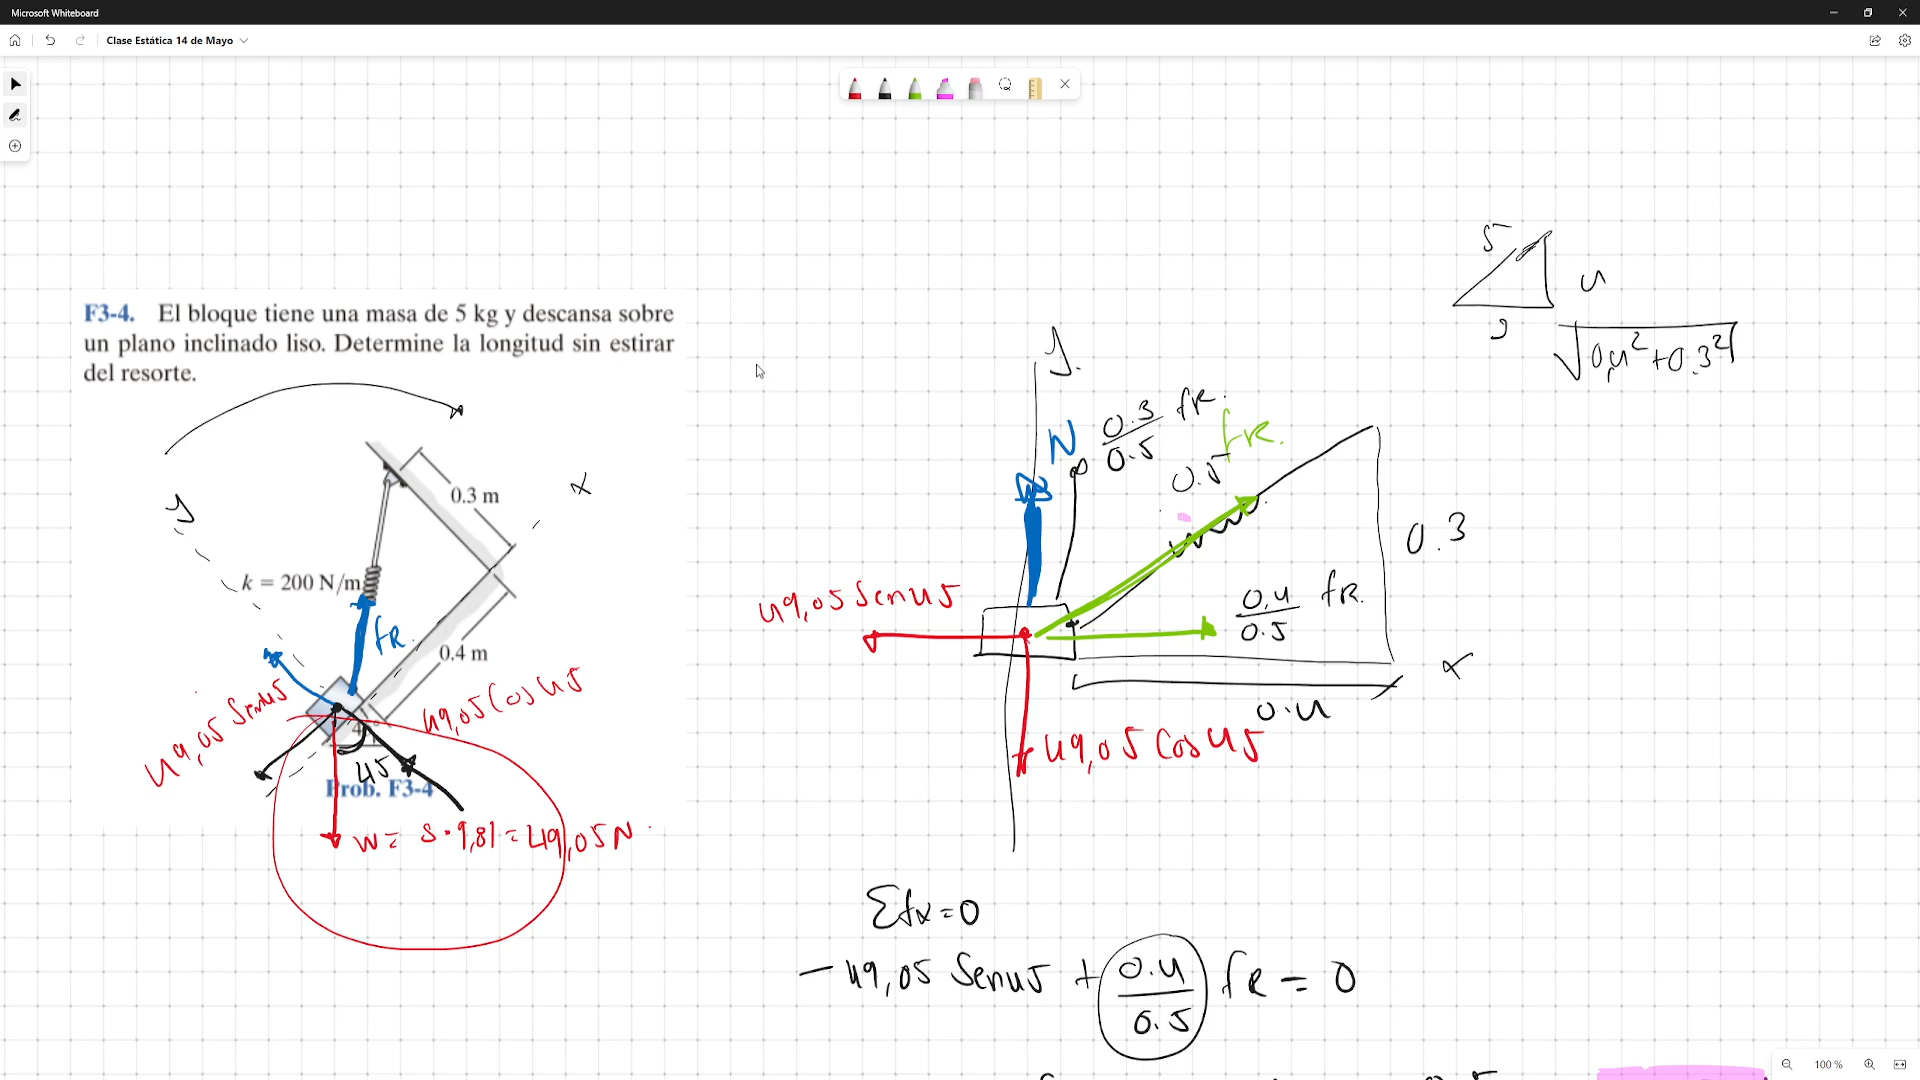 Microsoft Whiteboard
Clase Estática 14 de Mayo
F3-4. El bloque tiene una masa de 5 kg y descansa sobre
un plano inclinado liso. Determine la longitud sin estirar
del resorte.
y
x
0.3 m
k = 200 N/m
fR.
0.4 m
49,05 Sen45
49,05 Cos 45
45
Prob. F3-4
W = 5 · 9,81 = 49,05 N.
5
4
3
√0,4² + 0.3²
y.
N
0.3/0.5 fR.
fR.
0.5
0.3
49,05 Sen45
0.4/0.5 fR.
x
0.4
49,05 Cos 45
Σfx = 0
- 49,05 Sen45 + 0.4/0.5 fR = 0
100 %